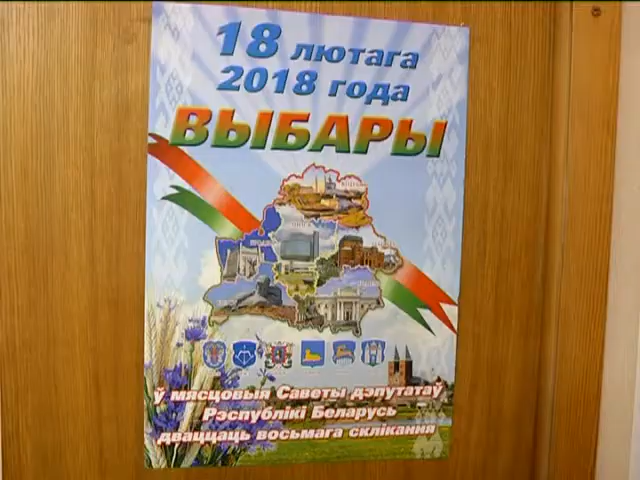 18 лютага
2018 года
ВЫБАРЫ
ў мясцовыя Саветы дэпутатаў
Рэспублікі Беларусь
дваццаць восьмага склікання